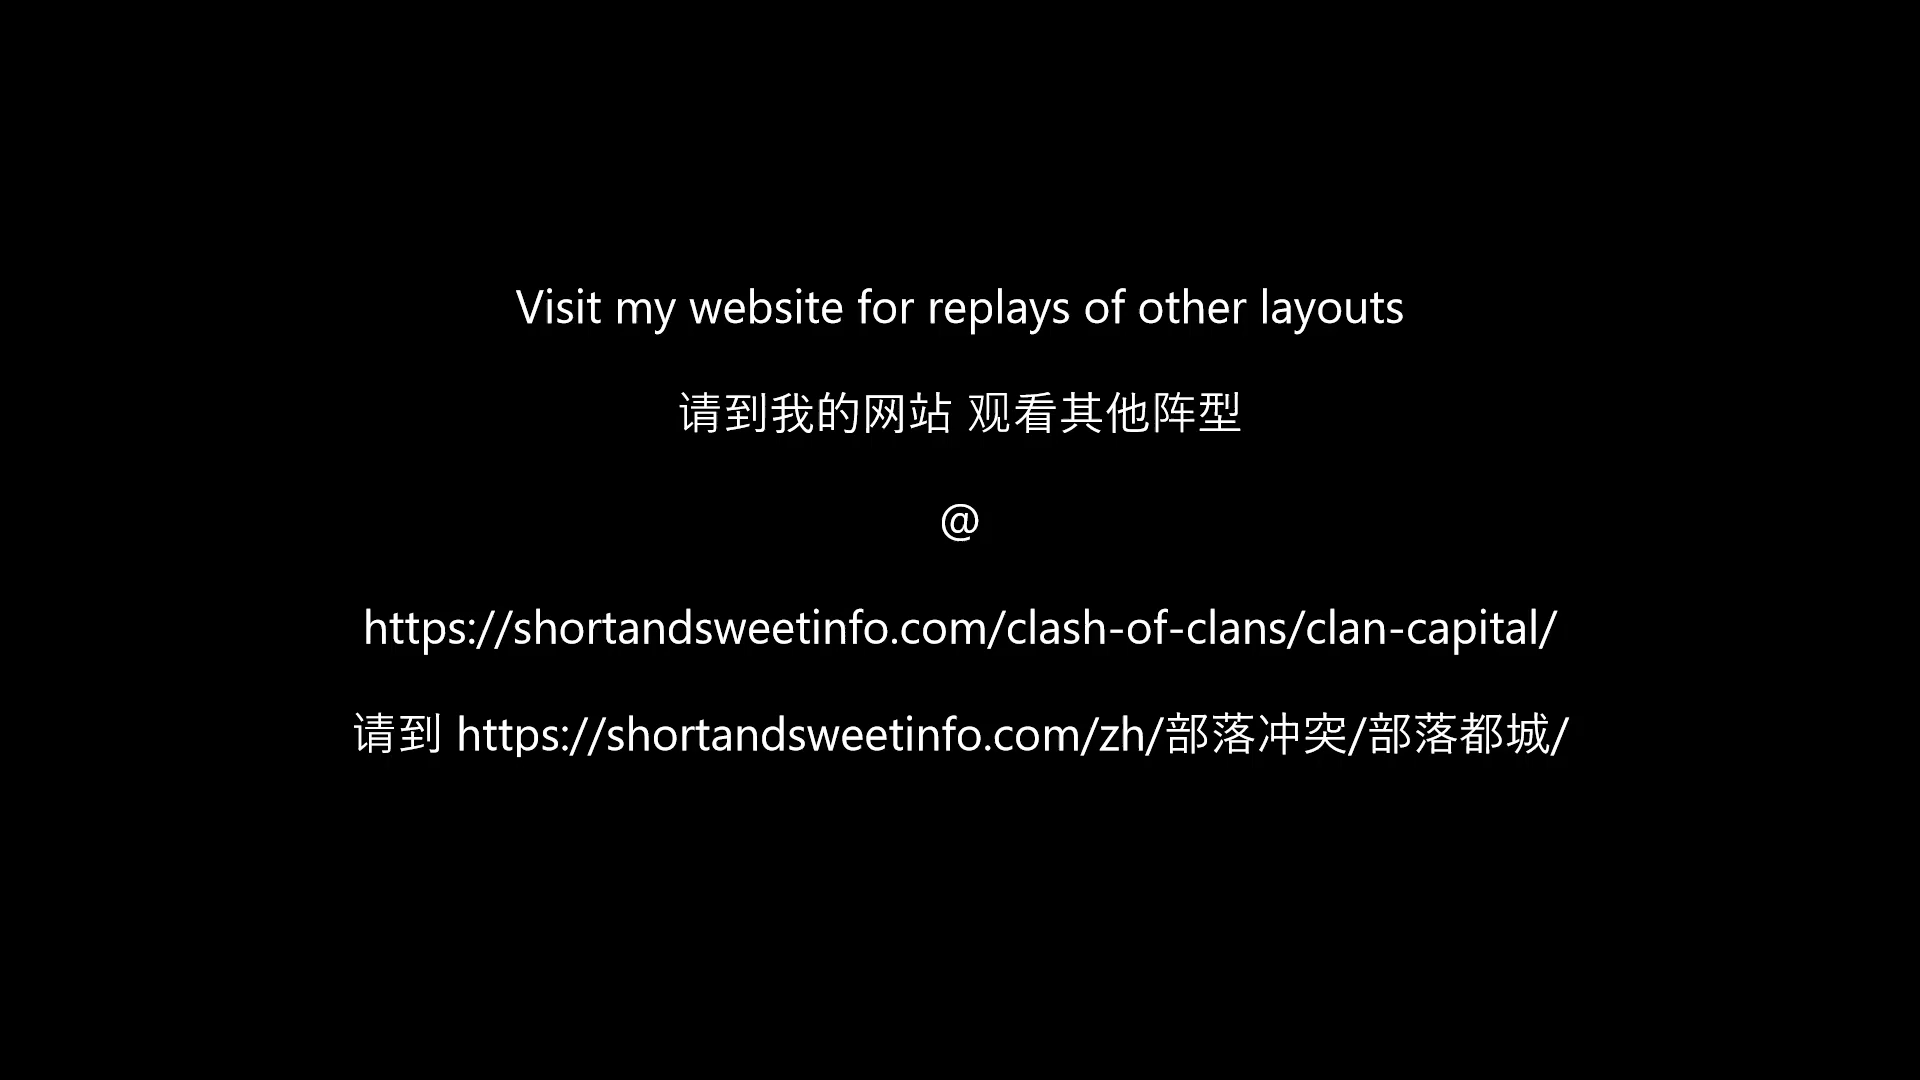 Visit my website for replays of other layouts
请到我的网站 观看其他阵型
@
https://shortandsweetinfo.com/clash-of-clans/clan-capital/
请到 https://shortandsweetinfo.com/zh/部落冲突/部落都城/